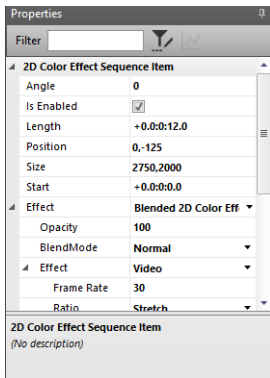 Properties
Filter
2D Color Effect Sequence Item
Angle 0
Is Enabled
Length +0.0:0:12.0
Position 0,-125
Size 2750,2000
Start +0.0:0:0.0
Effect Blended 2D Color Eff
Opacity 100
BlendMode Normal
Effect Video
Frame Rate 30
Ratio Stretch
2D Color Effect Sequence Item
(No description)